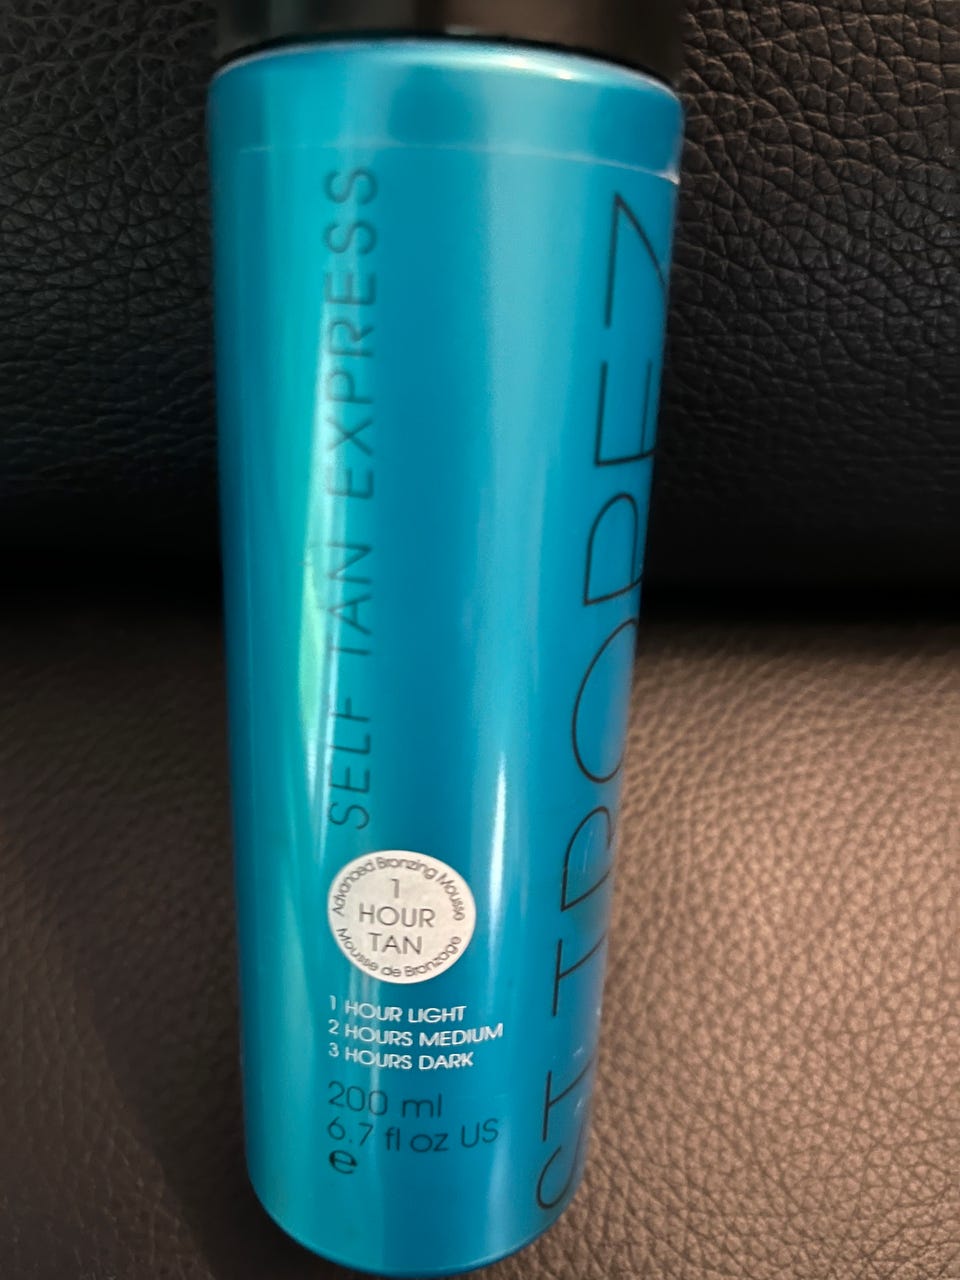 SELF TAN EXPRESS
ST.TROPEZ
Advanced Bronzing Mousse
1
HOUR
TAN
Mousse de Bronzage
1 HOUR LIGHT
2 HOURS MEDIUM
3 HOURS DARK
200 ml
6.7 fl oz US
e